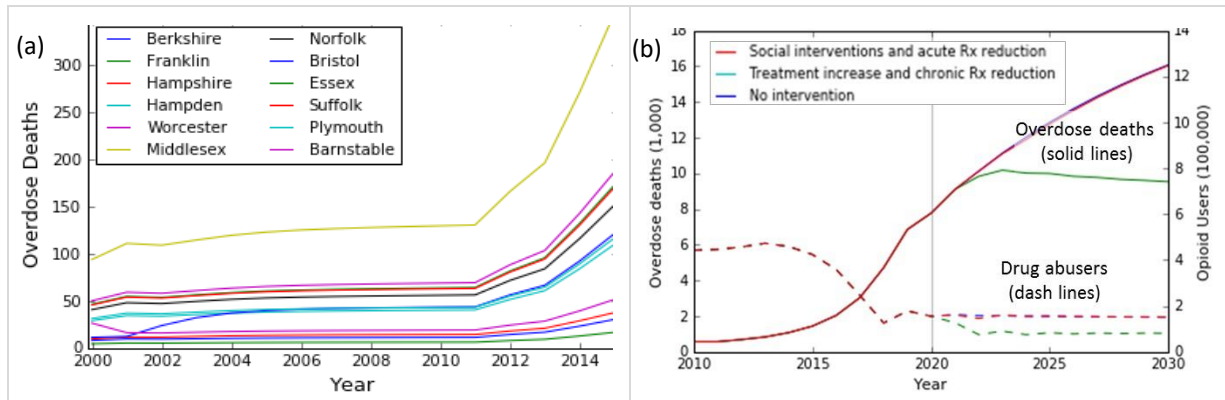 (a)
Overdose Deaths
300
250
200
150
100
50
0
Berkshire
Franklin
Hampshire
Hampden
Worcester
Middlesex
Norfolk
Bristol
Essex
Suffolk
Plymouth
Barnstable
2000 2002 2004 2006 2008 2010 2012 2014
Year
(b)
Overdose deaths (1,000)
18
16
14
12
10
8
6
4
2
0
Social interventions and acute Rx reduction
Treatment increase and chronic Rx reduction
No intervention
Overdose deaths
(solid lines)
Drug abusers
(dash lines)
14
12
10
8
6
4
2
0
Opioid Users (100,000)
2010 2015 2020 2025 2030
Year